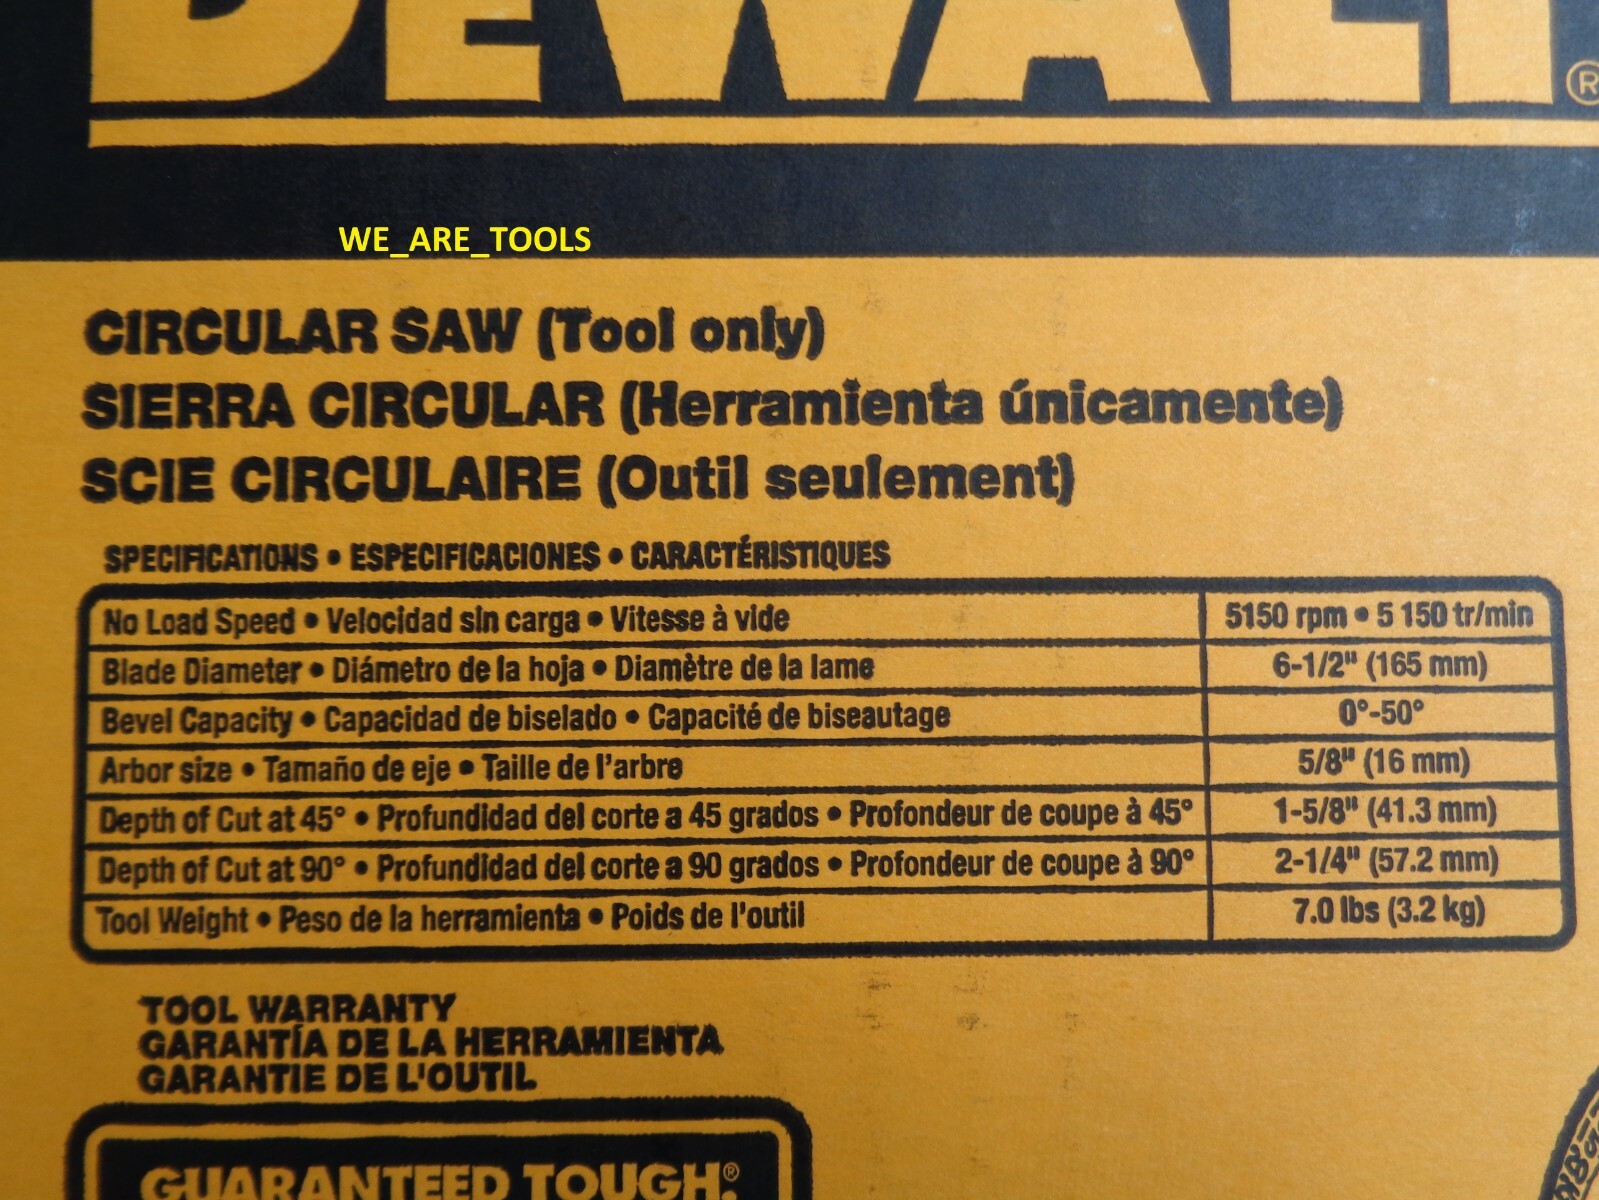 DEWALT®
WE_ARE_TOOLS
CIRCULAR SAW (Tool only)
SIERRA CIRCULAR (Herramienta únicamente)
SCIE CIRCULAIRE (Outil seulement)
SPECIFICATIONS • ESPECIFICACIONES • CARACTÉRISTIQUES
No Load Speed • Velocidad sin carga • Vitesse à vide 5150 rpm • 5 150 tr/min
Blade Diameter • Diámetro de la hoja • Diamètre de la lame 6-1/2" (165 mm)
Bevel Capacity • Capacidad de biselado • Capacité de biseautage 0°-50°
Arbor size • Tamaño de eje • Taille de l'arbre 5/8" (16 mm)
Depth of Cut at 45° • Profundidad del corte a 45 grados • Profondeur de coupe à 45° 1-5/8" (41.3 mm)
Depth of Cut at 90° • Profundidad del corte a 90 grados • Profondeur de coupe à 90° 2-1/4" (57.2 mm)
Tool Weight • Peso de la herramienta • Poids de l'outil 7.0 lbs (3.2 kg)
TOOL WARRANTY
GARANTÍA DE LA HERRAMIENTA
GARANTIE DE L'OUTIL
GUARANTEED TOUGH.®